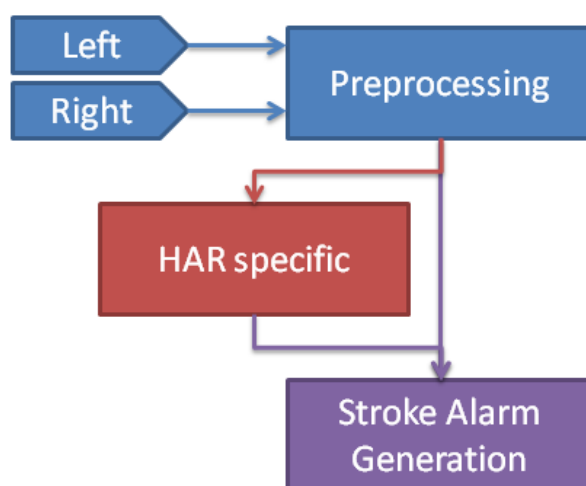 Left
Right
Preprocessing
HAR specific
Stroke Alarm
Generation